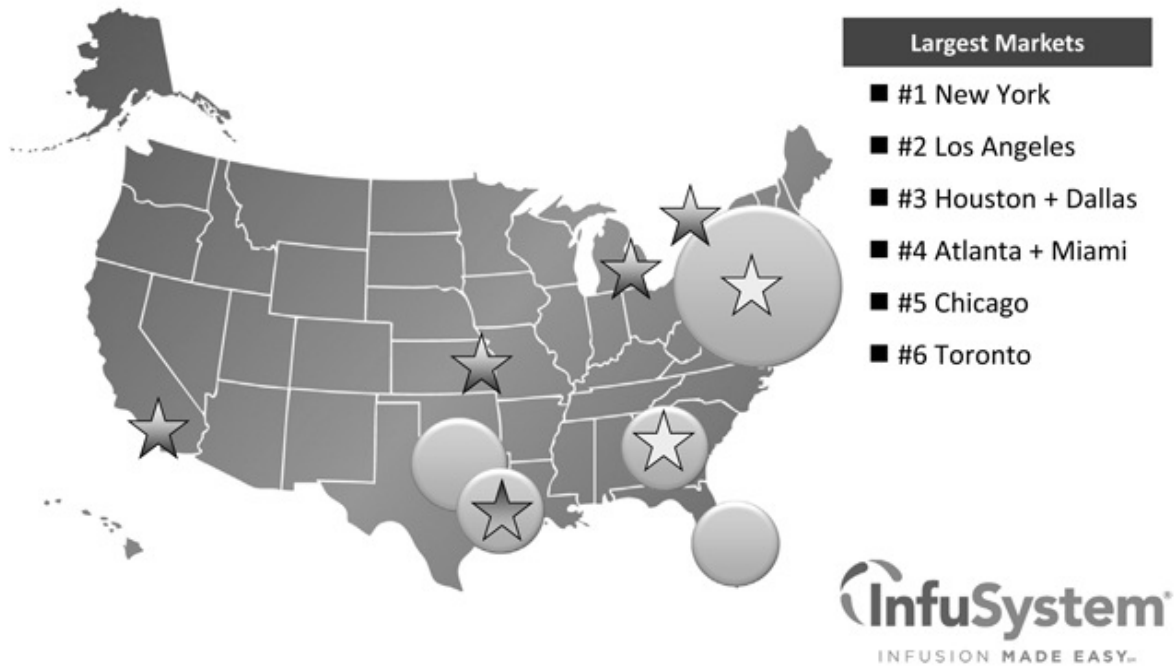 Largest Markets
■ #1 New York
■ #2 Los Angeles
■ #3 Houston + Dallas
■ #4 Atlanta + Miami
■ #5 Chicago
■ #6 Toronto
InfuSystem®
INFUSION MADE EASY